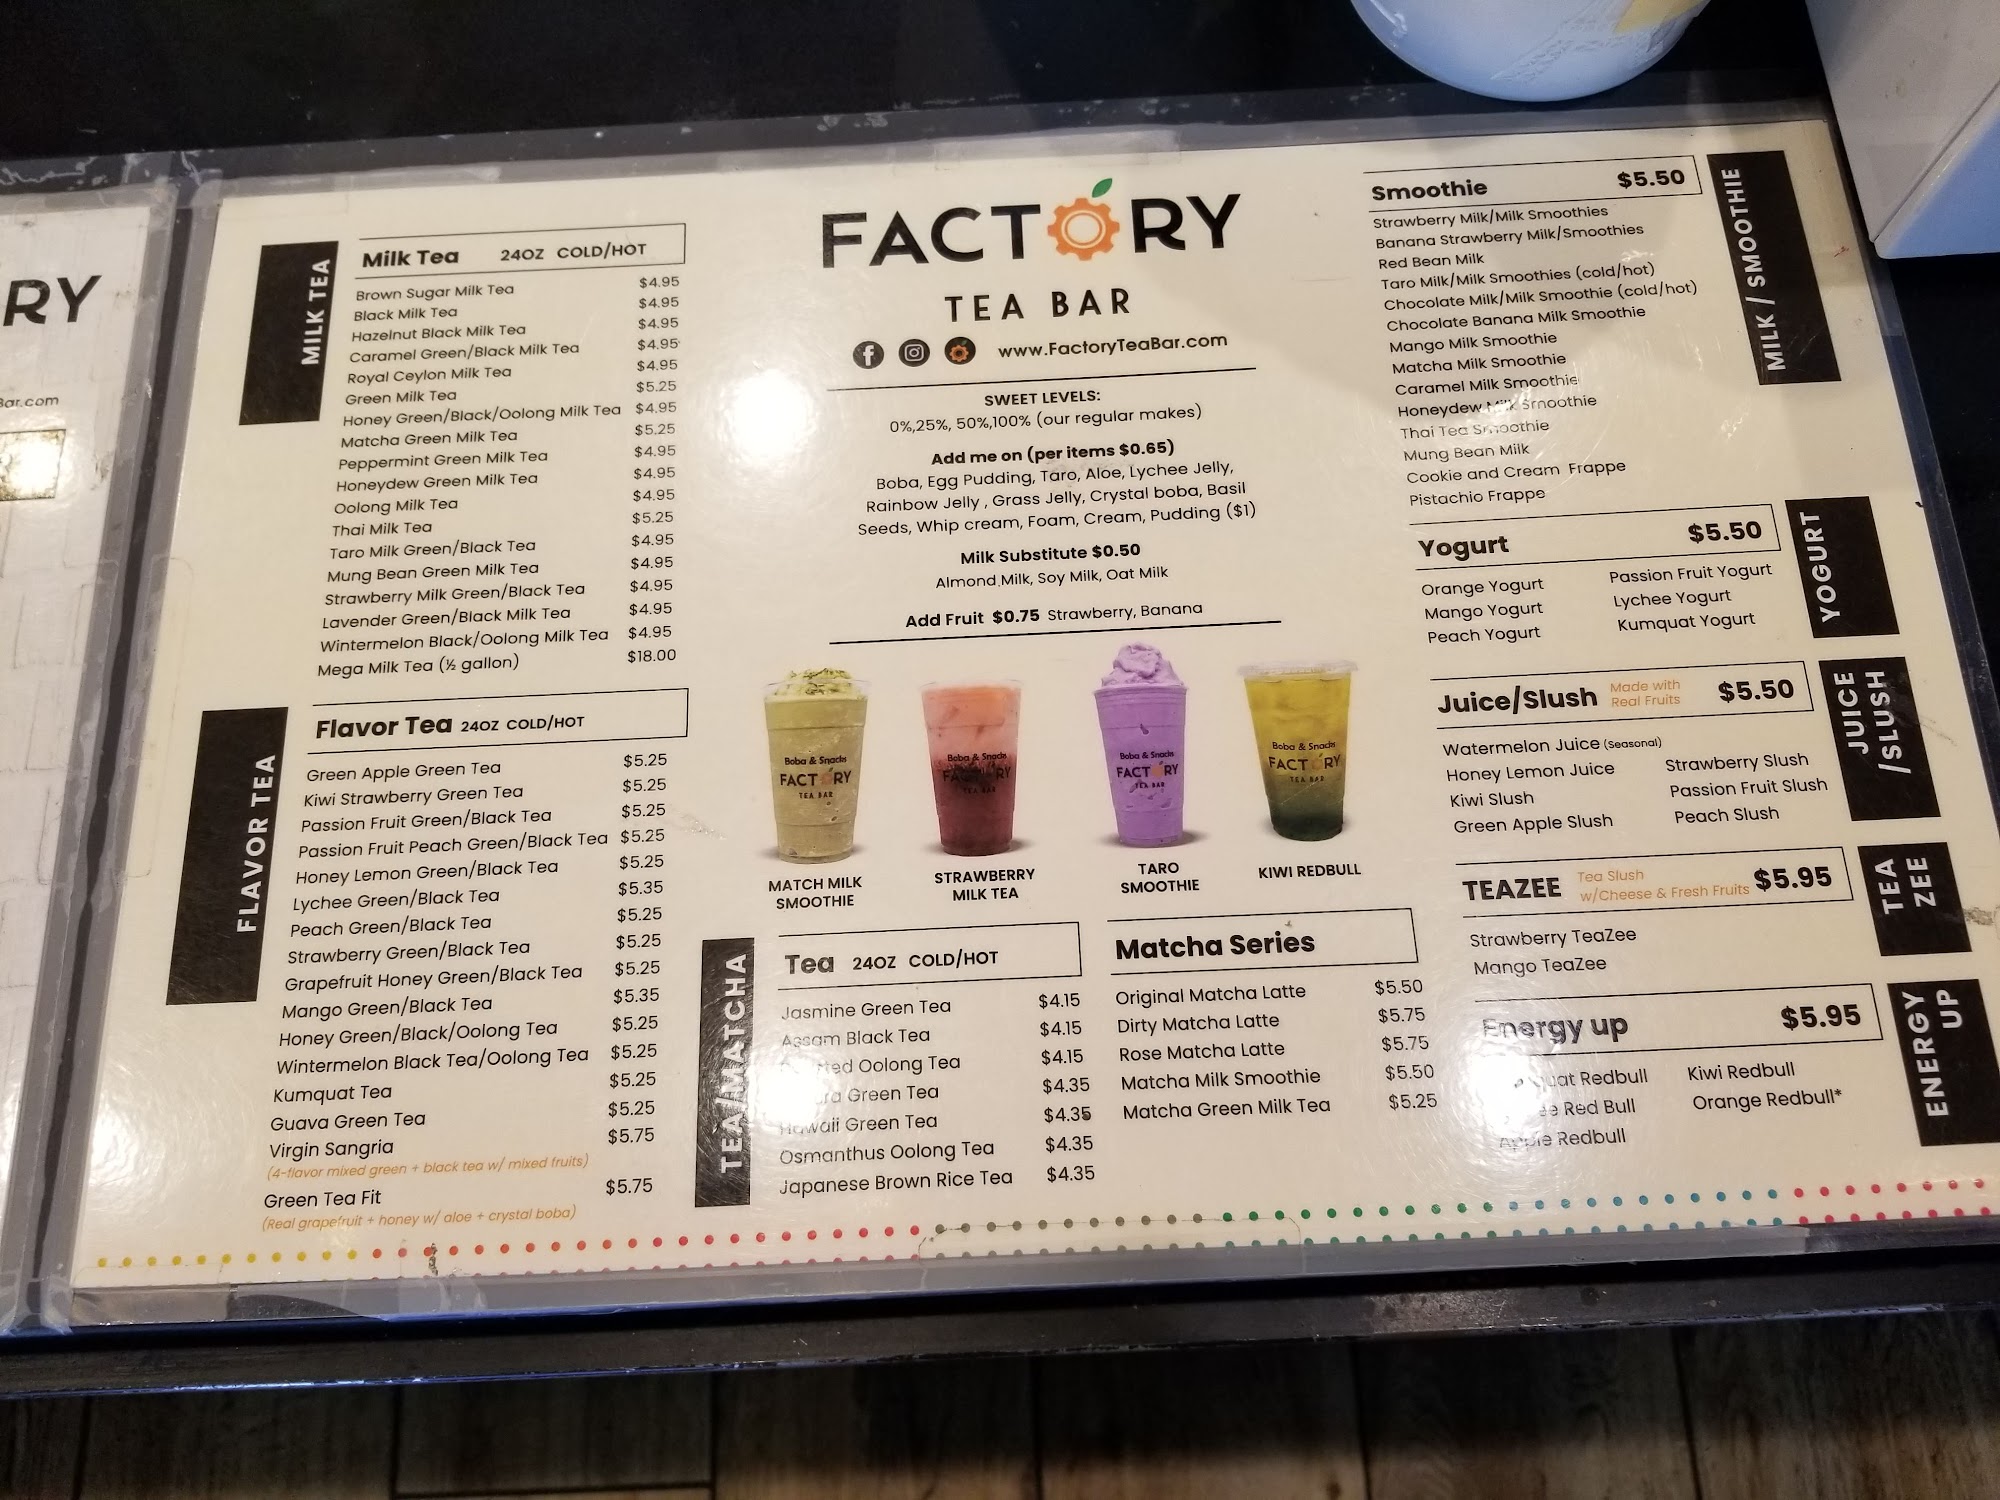 RY
Bar.com
MILK TEA
Milk Tea 24OZ COLD/HOT
Brown Sugar Milk Tea $4.95
Black Milk Tea $4.95
Hazelnut Black Milk Tea $4.95
Caramel Green/Black Milk Tea $4.95
Royal Ceylon Milk Tea $4.95
Green Milk Tea $5.25
Honey Green/Black/Oolong Milk Tea $4.95
Matcha Green Milk Tea $5.25
Peppermint Green Milk Tea $4.95
Honeydew Green Milk Tea $4.95
Oolong Milk Tea $4.95
Thai Milk Tea $5.25
Taro Milk Green/Black Tea $4.95
Mung Bean Green Milk Tea $4.95
Strawberry Milk Green/Black Tea $4.95
Lavender Green/Black Milk Tea $4.95
Wintermelon Black/Oolong Milk Tea $4.95
Mega Milk Tea (½ gallon) $18.00
FLAVOR TEA
Flavor Tea 24OZ COLD/HOT
Green Apple Green Tea $5.25
Kiwi Strawberry Green Tea $5.25
Passion Fruit Green/Black Tea $5.25
Passion Fruit Peach Green/Black Tea $5.25
Honey Lemon Green/Black Tea $5.25
Lychee Green/Black Tea $5.35
Peach Green/Black Tea $5.25
Strawberry Green/Black Tea $5.25
Grapefruit Honey Green/Black Tea $5.25
Mango Green/Black Tea $5.35
Honey Green/Black/Oolong Tea $5.25
Wintermelon Black Tea/Oolong Tea $5.25
Kumquat Tea $5.25
Guava Green Tea $5.25
Virgin Sangria $5.75
(4-flavor mixed green + black tea w/ mixed fruits)
Green Tea Fit $5.75
(Real grapefruit + honey w/ aloe + crystal boba)
FACTORY
TEA BAR
www.FactoryTeaBar.com
SWEET LEVELS:
0%,25%, 50%,100% (our regular makes)
Add me on (per items $0.65)
Boba, Egg Pudding, Taro, Aloe, Lychee Jelly,
Rainbow Jelly , Grass Jelly, Crystal boba, Basil
Seeds, Whip cream, Foam, Cream, Pudding ($1)
Milk Substitute $0.50
Almond Milk, Soy Milk, Oat Milk
Add Fruit $0.75 Strawberry, Banana
Boba & Snacks
FACTORY
TEA BAR
Boba & Snacks
FACTORY
TEA BAR
Boba & Snacks
FACTORY
TEA BAR
Boba & Snacks
FACTORY
TEA BAR
MATCH MILK
SMOOTHIE
STRAWBERRY
MILK TEA
TARO
SMOOTHIE
KIWI REDBULL
TEA/MATCHA
Tea 24OZ COLD/HOT
Jasmine Green Tea $4.15
Assam Black Tea $4.15
Oolong Tea $4.15
Green Tea $4.35
Hawaii Green Tea $4.35
Osmanthus Oolong Tea $4.35
Japanese Brown Rice Tea $4.35
Matcha Series
Original Matcha Latte $5.50
Dirty Matcha Latte $5.75
Rose Matcha Latte $5.75
Matcha Milk Smoothie $5.50
Matcha Green Milk Tea $5.25
MILK / SMOOTHIE
Smoothie $5.50
Strawberry Milk/Milk Smoothies
Banana Strawberry Milk/Smoothies
Red Bean Milk
Taro Milk/Milk Smoothies (cold/hot)
Chocolate Milk/Milk Smoothie (cold/hot)
Chocolate Banana Milk Smoothie
Mango Milk Smoothie
Matcha Milk Smoothie
Caramel Milk Smoothie
Honeydew Milk Smoothie
Thai Tea Smoothie
Mung Bean Milk
Cookie and Cream Frappe
Pistachio Frappe
YOGURT
Yogurt $5.50
Orange Yogurt Passion Fruit Yogurt
Mango Yogurt Lychee Yogurt
Peach Yogurt Kumquat Yogurt
JUICE
/SLUSH
Juice/Slush Made with Real Fruits $5.50
Watermelon Juice (Seasonal)
Honey Lemon Juice Strawberry Slush
Kiwi Slush Passion Fruit Slush
Green Apple Slush Peach Slush
TEA
ZEE
TEAZEE Tea Slush w/Cheese & Fresh Fruits $5.95
Strawberry TeaZee
Mango TeaZee
ENERGY
UP
Energy up $5.95
Redbull Kiwi Redbull
Red Bull Orange Redbull*
Apple Redbull